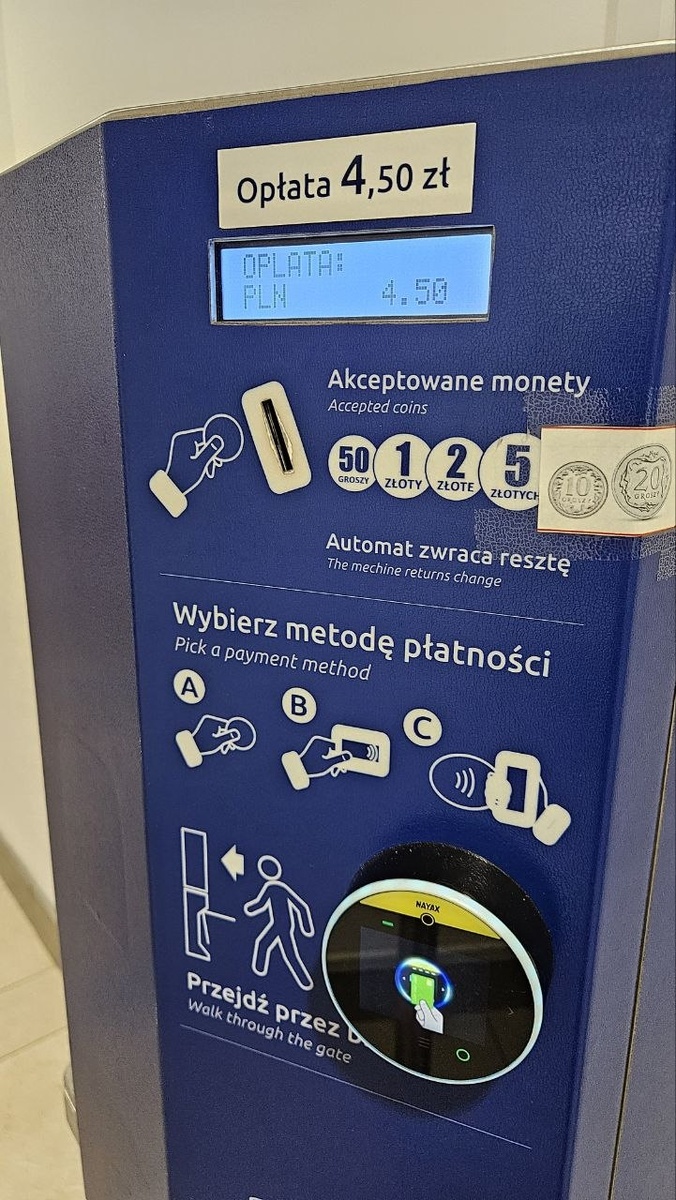 Opłata 4,50 zł
OPLATA:
PLN 4.50
Akceptowane monety
Accepted coins
50 GROSZY 1 ZŁOTY 2 ZŁOTE 5 ZŁOTYCH 10 GROSZY 20 GROSZY
Automat zwraca resztę
The mechine returns change
Wybierz metodę płatności
Pick a payment method
A B C
NAYAX
Przejdź przez
Walk through the gate